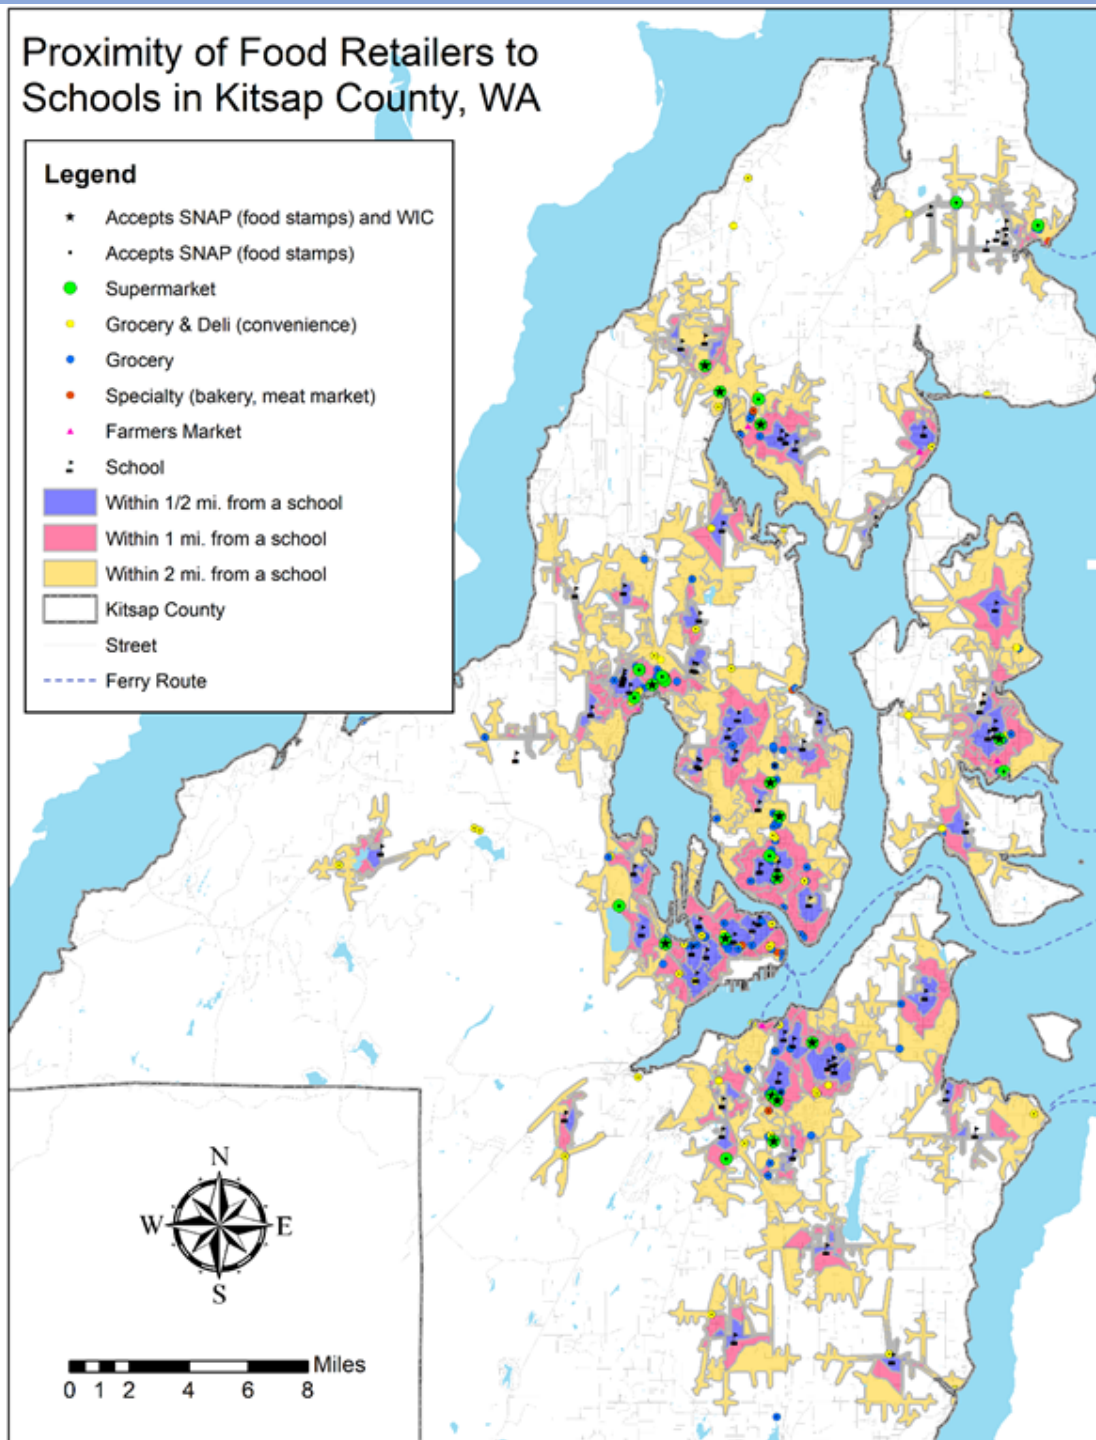 Proximity of Food Retailers to
Schools in Kitsap County, WA
Legend
Accepts SNAP (food stamps) and WIC
Accepts SNAP (food stamps)
Supermarket
Grocery & Deli (convenience)
Grocery
Specialty (bakery, meat market)
Farmers Market
School
Within 1/2 mi. from a school
Within 1 mi. from a school
Within 2 mi. from a school
Kitsap County
Street
Ferry Route
N
W E
S
Miles
0 1 2 4 6 8